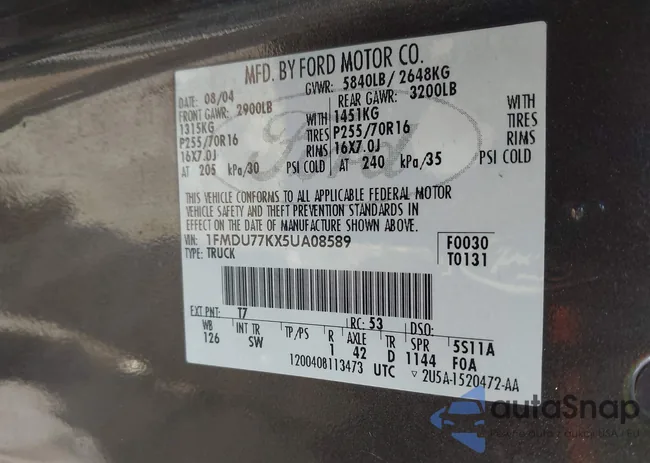 MFD. BY FORD MOTOR CO.
DATE: 08/04 GVWR: 5840LB / 2648KG
FRONT GAWR: 2900LB REAR GAWR: 3200LB
1315KG WITH 1451KG WITH
P255/70R16 TIRES P255/70R16 TIRES
16X7.0J RIMS 16X7.0J RIMS
AT 205 kPa/30 PSI COLD AT 240 kPa/35 PSI COLD
Ford
THIS VEHICLE CONFORMS TO ALL APPLICABLE FEDERAL MOTOR
VEHICLE SAFETY AND THEFT PREVENTION STANDARDS IN
EFFECT ON THE DATE OF MANUFACTURE SHOWN ABOVE.
VIN: 1FMDU77KX5UA08589 F0030
TYPE: TRUCK T0131
EXT PNT: T7 RC: 53 DSO:
WB INT TR TP/PS R AXLE TR SPR 5S11A
126 SW 1 42 D 1144 F0A
1200408113473 UTC ▽ 2U5A-1520472-AA
autoSnap